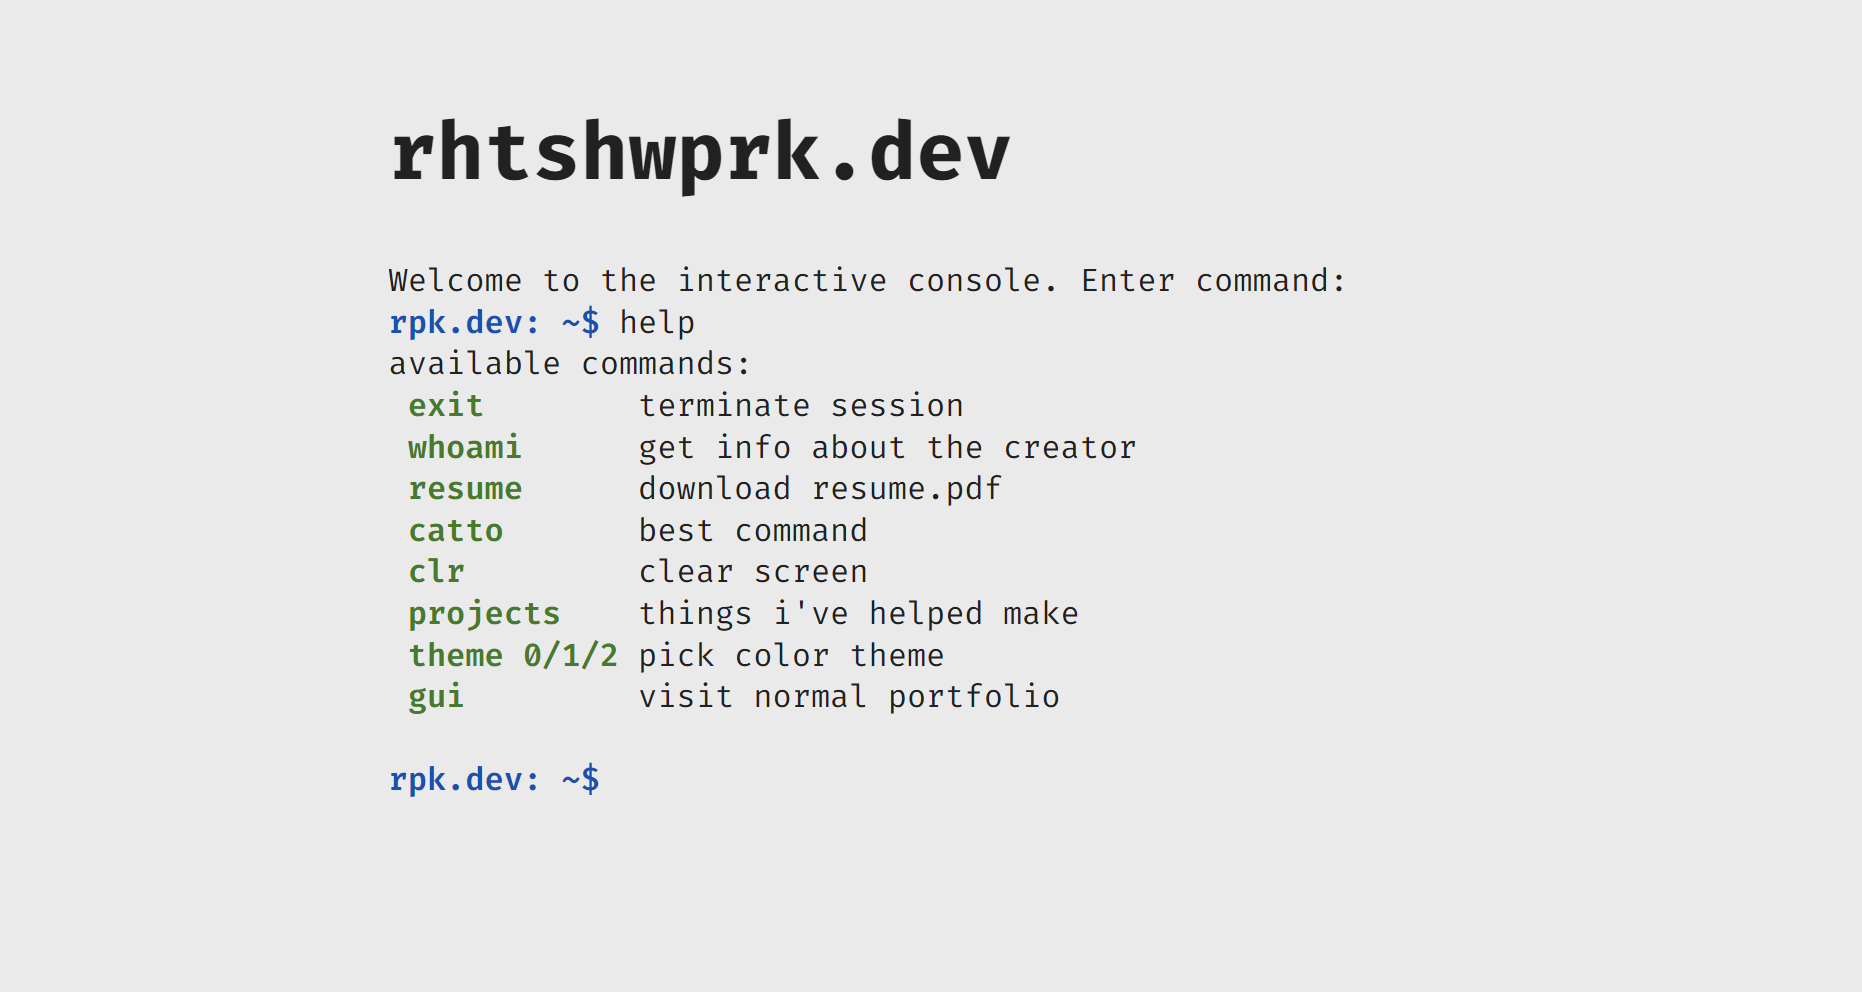 rhtshwprk.dev
Welcome to the interactive console. Enter command:
rpk.dev: ~$ help
available commands:
exit terminate session
whoami get info about the creator
resume download resume.pdf
catto best command
clr clear screen
projects things i've helped make
theme 0/1/2 pick color theme
gui visit normal portfolio
rpk.dev: ~$